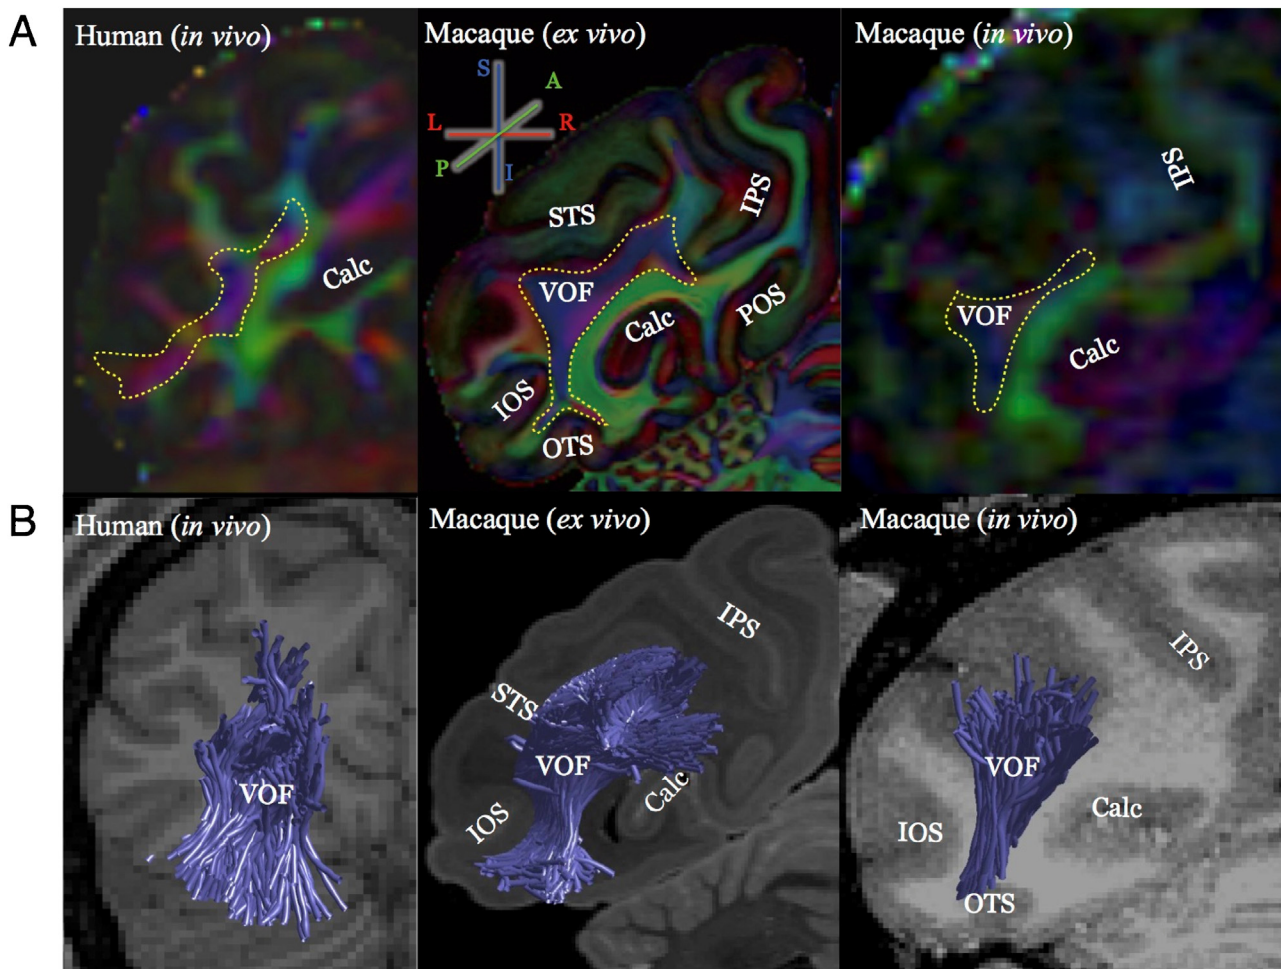 A
Human (in vivo)
Calc
Macaque (ex vivo)
S
A
L
R
P
I
STS
IPS
VOF
Calc
POS
IOS
OTS
Macaque (in vivo)
IPS
VOF
Calc
B
Human (in vivo)
VOF
Macaque (ex vivo)
IPS
STS
VOF
Calc
IOS
Macaque (in vivo)
IPS
VOF
Calc
IOS
OTS